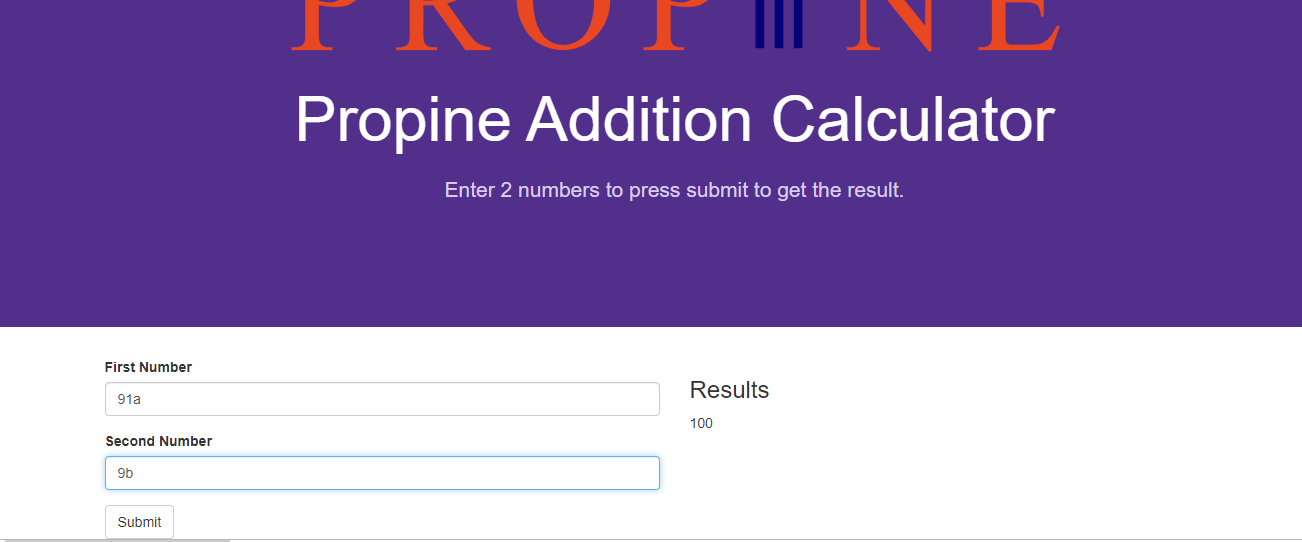 PROPINE
Propine Addition Calculator
Enter 2 numbers to press submit to get the result.
First Number
91a
Results
100
Second Number
9b
Submit